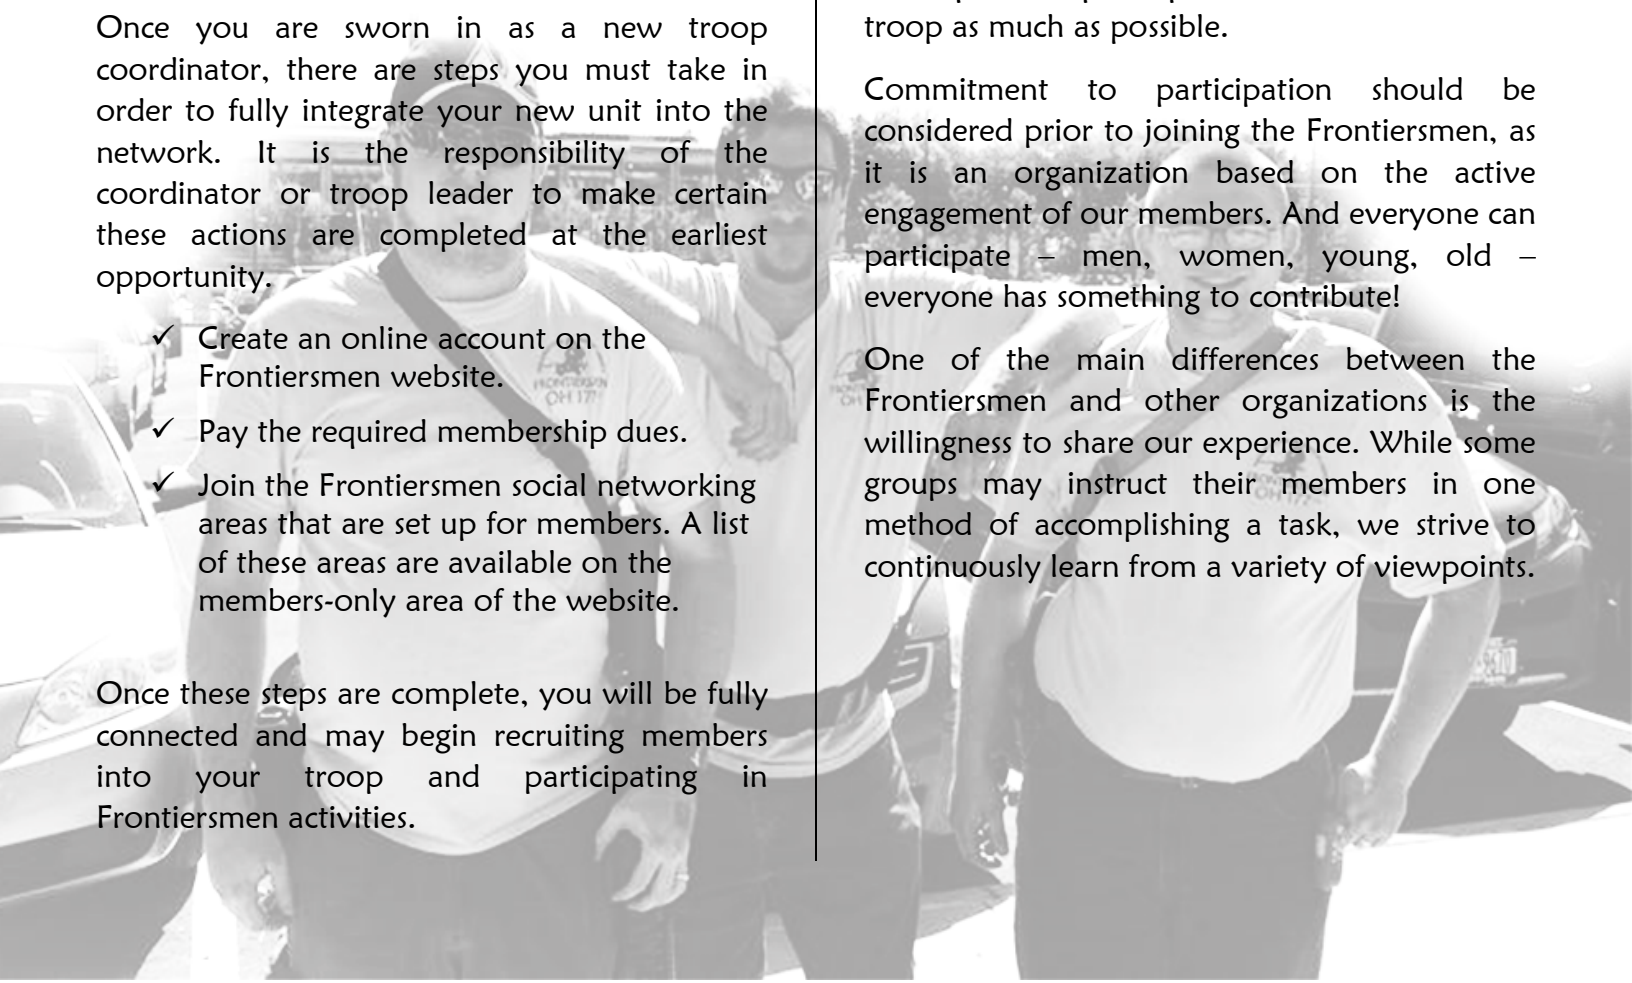 Once you are sworn in as a new troop
coordinator, there are steps you must take in
order to fully integrate your new unit into the
network. It is the responsibility of the
coordinator or troop leader to make certain
these actions are completed at the earliest
opportunity.
✓ Create an online account on the
Frontiersmen website.
✓ Pay the required membership dues.
✓ Join the Frontiersmen social networking
areas that are set up for members. A list
of these areas are available on the
members-only area of the website.
Once these steps are complete, you will be fully
connected and may begin recruiting members
into your troop and participating in
Frontiersmen activities.
troop as much as possible.
Commitment to participation should be
considered prior to joining the Frontiersmen, as
it is an organization based on the active
engagement of our members. And everyone can
participate – men, women, young, old –
everyone has something to contribute!
One of the main differences between the
Frontiersmen and other organizations is the
willingness to share our experience. While some
groups may instruct their members in one
method of accomplishing a task, we strive to
continuously learn from a variety of viewpoints.
FRONTIERSMAN